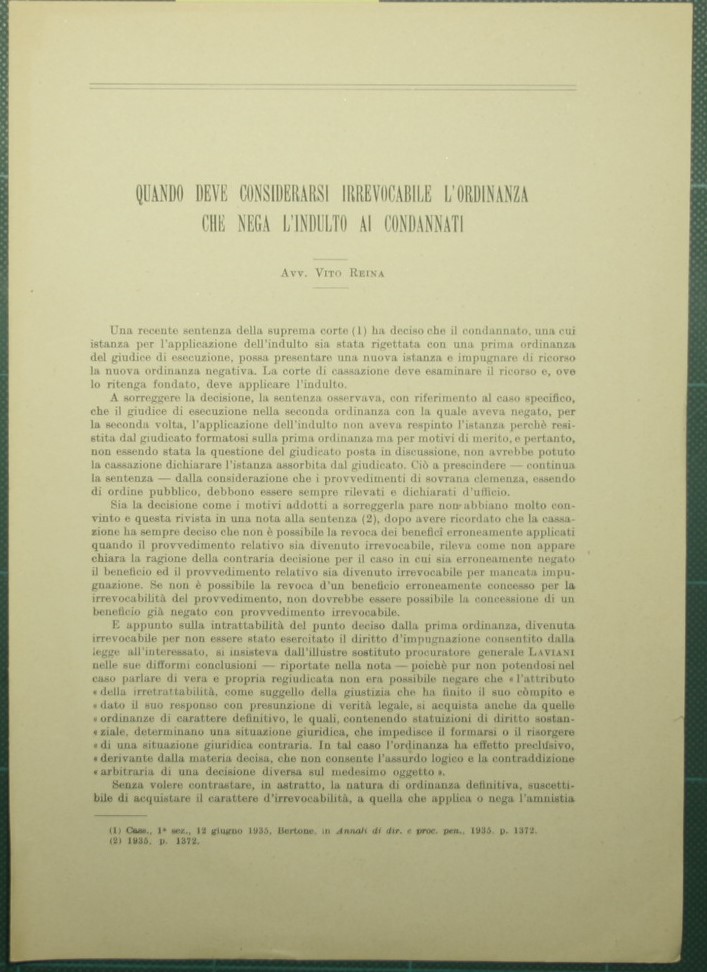 QUANDO DEVE CONSIDERARSI IRREVOCABILE L'ORDINANZA
CHE NEGA L'INDULTO AI CONDANNATI
Avv. Vito Reina
Una recente sentenza della suprema corte (1) ha deciso che il condannato, una cui
istanza per l'applicazione dell'indulto sia stata rigettata con una prima ordinanza
del giudice di esecuzione, possa presentare una nuova istanza e impugnare di ricorso
la nuova ordinanza negativa. La corte di cassazione deve esaminare il ricorso e, ove
lo ritenga fondato, deve applicare l'indulto.
A sorreggere la decisione, la sentenza osservava, con riferimento al caso specifico,
che il giudice di esecuzione nella seconda ordinanza con la quale aveva negato, per
la seconda volta, l'applicazione dell'indulto non aveva respinto l'istanza perchè resi-
stita dal giudicato formatosi sulla prima ordinanza ma per motivi di merito, e pertanto,
non essendo stata la questione del giudicato posta in discussione, non avrebbe potuto
la cassazione dichiarare l'istanza assorbita dal giudicato. Ciò a prescindere — continua
la sentenza — dalla considerazione che i provvedimenti di sovrana clemenza, essendo
di ordine pubblico, debbono essere sempre rilevati e dichiarati d'ufficio.
Sia la decisione come i motivi addotti a sorreggerla pare non abbiano molto con-
vinto e questa rivista in una nota alla sentenza (2), dopo avere ricordato che la cassa-
zione ha sempre deciso che non è possibile la revoca dei benefici erroneamente applicati
quando il provvedimento relativo sia divenuto irrevocabile, rileva come non appare
chiara la ragione della contraria decisione per il caso in cui sia erroneamente negato
il beneficio ed il provvedimento relativo sia divenuto irrevocabile per mancata impu-
gnazione. Se non è possibile la revoca d'un beneficio erroneamente concesso per la
irrevocabilità del provvedimento, non dovrebbe essere possibile la concessione di un
beneficio già negato con provvedimento irrevocabile.
E appunto sulla intrattabilità del punto deciso dalla prima ordinanza, divenuta
irrevocabile per non essere stato esercitato il diritto d'impugnazione consentito dalla
legge all'interessato, si insisteva dall'illustre sostituto procuratore generale Laviani
nelle sue difformi conclusioni — riportate nella nota — poichè pur non potendosi nel
caso parlare di vera e propria regiudicata non era possibile negare che « l'attributo
« della irretrattabilità, come suggello della giustizia che ha finito il suo còmpito e
« dato il suo responso con presunzione di verità legale, si acquista anche da quelle
« ordinanze di carattere definitivo, le quali, contenendo statuizioni di diritto sostan-
« ziale, determinano una situazione giuridica, che impedisce il formarsi o il risorgere
« di una situazione giuridica contraria. In tal caso l'ordinanza ha effetto preclusivo,
« derivante dalla materia decisa, che non consente l'assurdo logico e la contraddizione
« arbitraria di una decisione diversa sul medesimo oggetto ».
Senza volere contrastare, in astratto, la natura di ordinanza definitiva, suscetti-
bile di acquistare il carattere d'irrevocabilità, a quella che applica o nega l'amnistia
(1) Cass., 1ª sez., 12 giugno 1935, Bertone, in Annali di dir. e proc. pen., 1935, p. 1372.
(2) 1935, p. 1372.